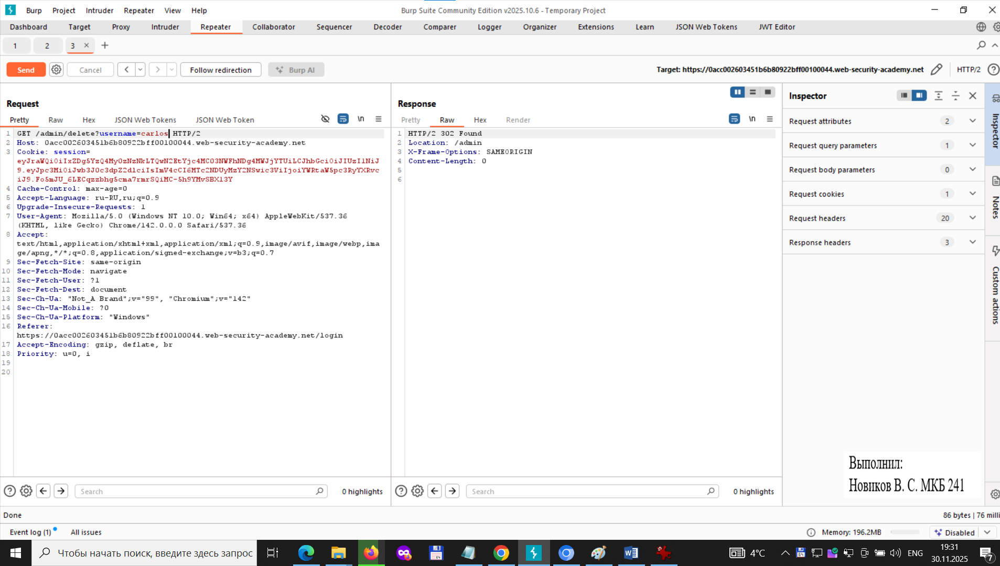 Burp Project Intruder Repeater View Help
Burp Suite Community Edition v2025.10.6 - Temporary Project
Dashboard Target Proxy Intruder Repeater Collaborator Sequencer Decoder Comparer Logger Organizer Extensions Learn JSON Web Tokens JWT Editor
1 2 3 × +
Send Cancel < > Follow redirection Burp AI
Target: https://0acc002603451b6b80922bff00100044.web-security-academy.net HTTP/2
Request
Pretty Raw Hex JSON Web Tokens JSON Web Token \n
1 GET /admin/delete?username=carlos HTTP/2
2 Host: 0acc002603451b6b80922bff00100044.web-security-academy.net
3 Cookie: session=
4 Cache-Control: max-age=0
5 Accept-Language: ru-RU,ru;q=0.9
6 Upgrade-Insecure-Requests: 1
7 User-Agent: Mozilla/5.0 (Windows NT 10.0; Win64; x64) AppleWebKit/537.36
(KHTML, like Gecko) Chrome/142.0.0.0 Safari/537.36
8 Accept:
text/html,application/xhtml+xml,application/xml;q=0.9,image/avif,image/webp,ima
ge/apng,*/*;q=0.8,application/signed-exchange;v=b3;q=0.7
9 Sec-Fetch-Site: same-origin
10 Sec-Fetch-Mode: navigate
11 Sec-Fetch-User: ?1
12 Sec-Fetch-Dest: document
13 Sec-Ch-Ua: "Not_A Brand";v="99", "Chromium";v="142"
14 Sec-Ch-Ua-Mobile: ?0
15 Sec-Ch-Ua-Platform: "Windows"
16 Referer:
https://0acc002603451b6b80922bff00100044.web-security-academy.net/login
17 Accept-Encoding: gzip, deflate, br
18 Priority: u=0, i
19
20
Response
Pretty Raw Hex Render \n
1 HTTP/2 302 Found
2 Location: /admin
3 X-Frame-Options: SAMEORIGIN
4 Content-Length: 0
5
6
Inspector
Request attributes 2
Request query parameters 1
Request body parameters 0
Request cookies 1
Request headers 20
Response headers 3
Inspector
Notes
Custom actions
Выполнил:
Новиков В. С. МКБ 241
Search 0 highlights
Search 0 highlights
Done
86 bytes | 76 milli
Event log (1) All issues
Memory: 196.2MB
Disabled
Чтобы начать поиск, введите здесь запрос
4°C
ENG
19:31
30.11.2025
7